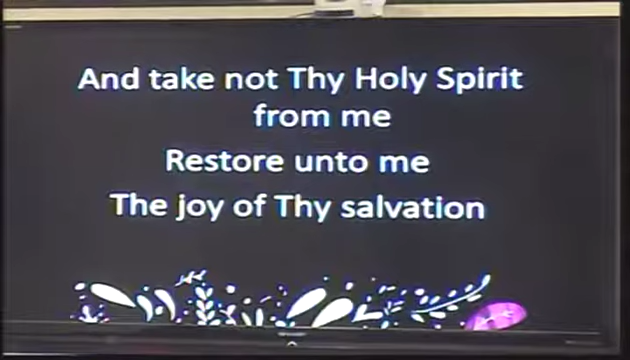 And take not Thy Holy Spirit
from me
Restore unto me
The joy of Thy salvation